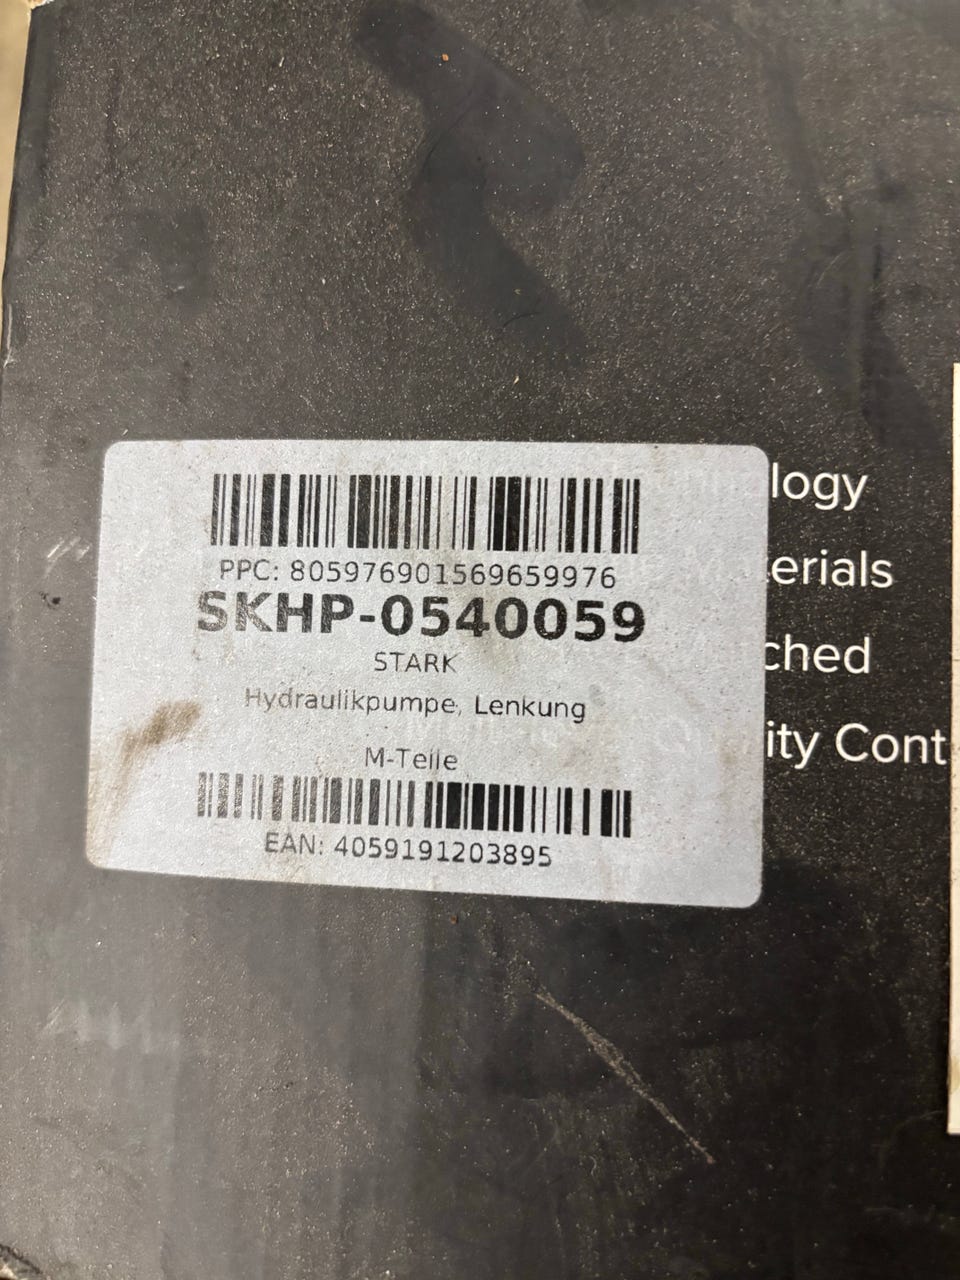 PPC: 805976901569659976
SKHP-0540059
STARK
Hydraulikpumpe, Lenkung
M-Teile
EAN: 4059191203895
logy
erials
ched
ity Cont